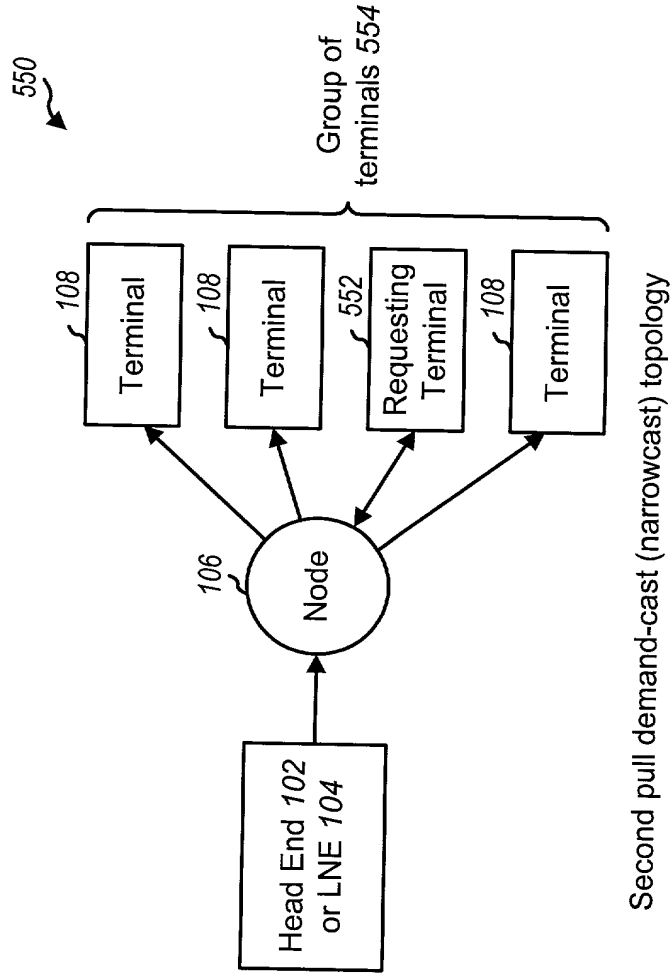 550
Head End 102
or LNE 104
106
Node
108
Terminal
108
Terminal
552
Requesting
Terminal
108
Terminal
Group of
terminals 554
Second pull demand-cast (narrowcast) topology